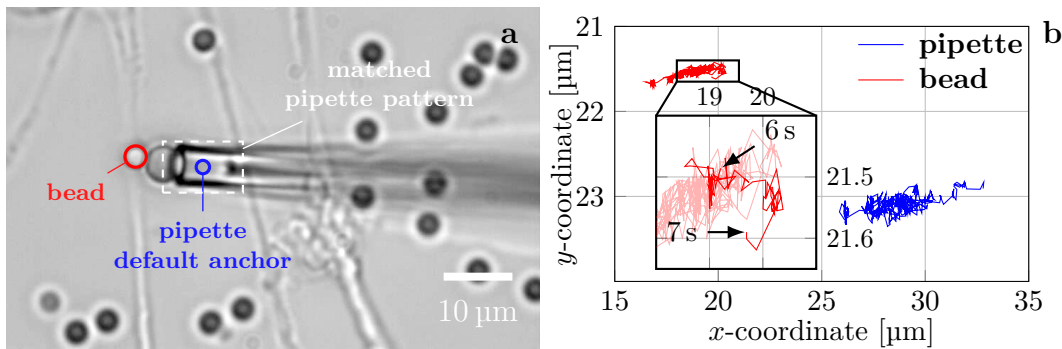 a
matched
pipette pattern
bead
pipette
default anchor
10 µm
b
pipette
bead
21
22
23
y-coordinate [µm]
19 20
6 s
7 s
21.5
21.6
15 20 25 30 35
x-coordinate [µm]